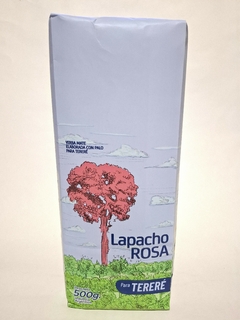 YERBA MATE
ELABORADA CON PALO
PARA TERERÉ
Lapacho
ROSA
Para TERERÉ
500g.